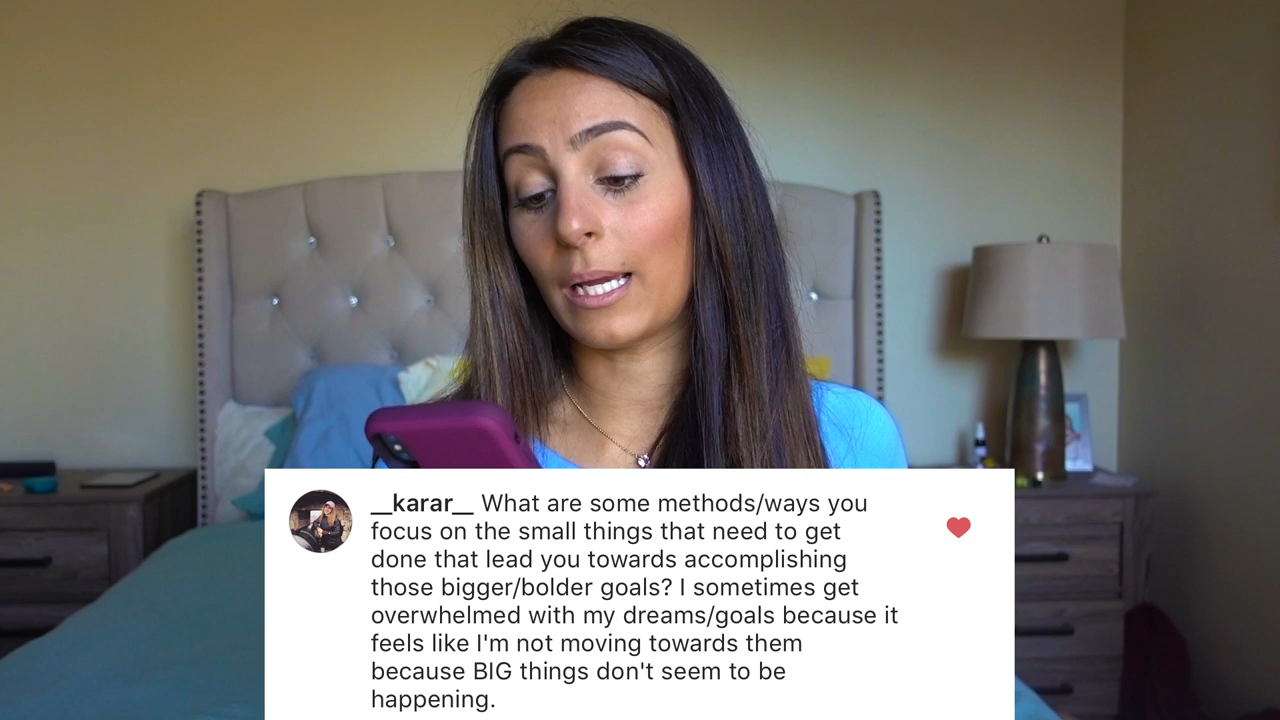 __karar__ What are some methods/ways you
focus on the small things that need to get
done that lead you towards accomplishing
those bigger/bolder goals? I sometimes get
overwhelmed with my dreams/goals because it
feels like I'm not moving towards them
because BIG things don't seem to be
happening.